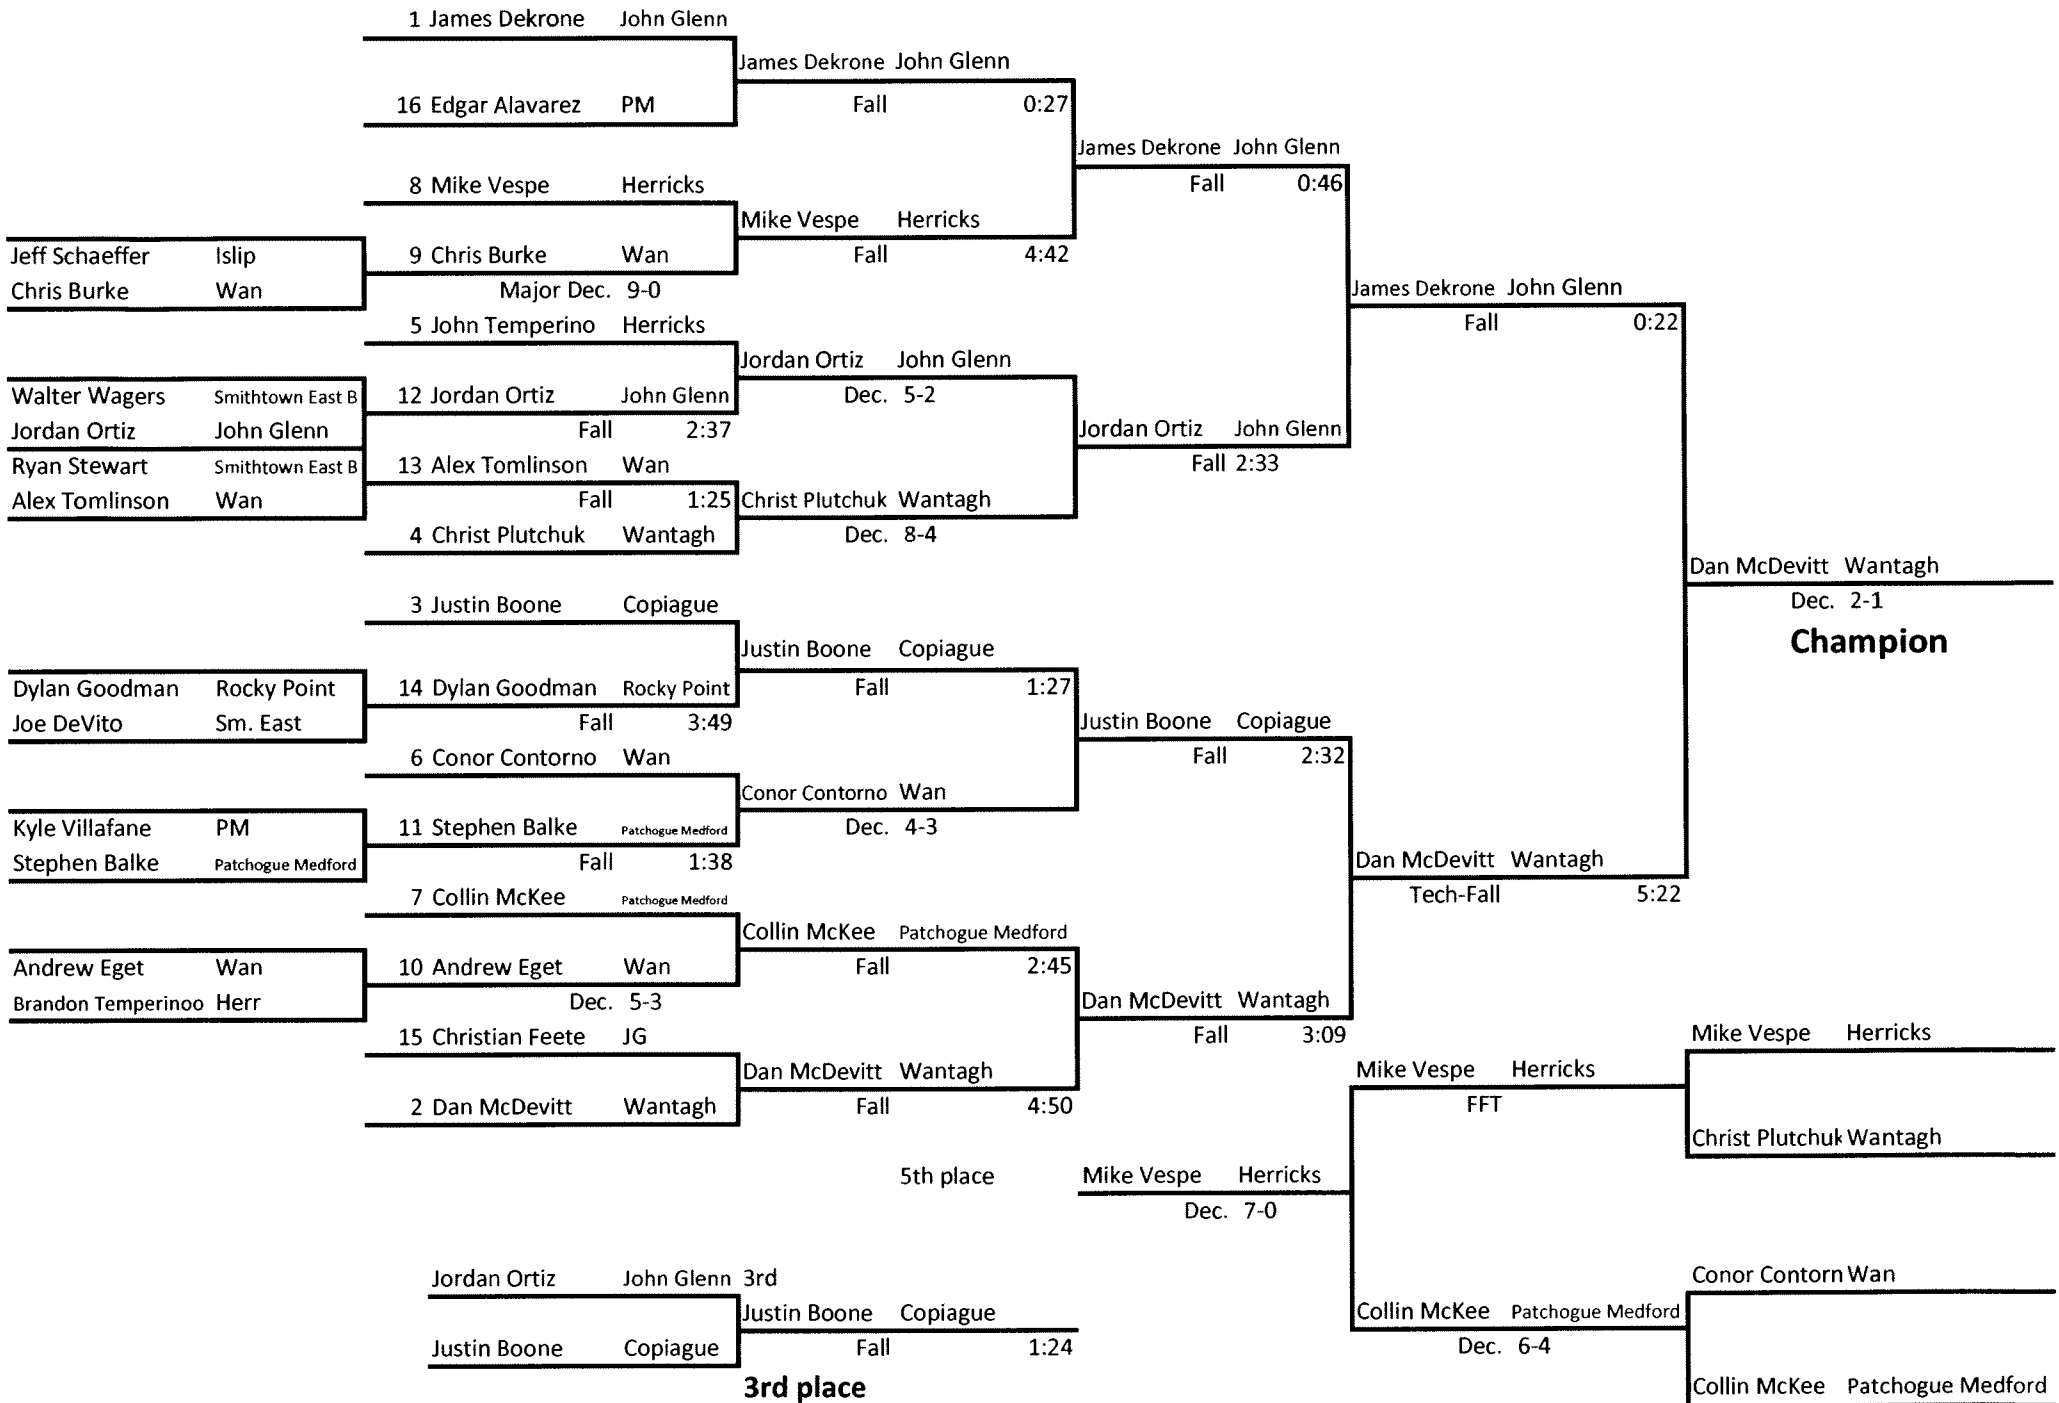 1 James Dekrone John Glenn
James Dekrone John Glenn
16 Edgar Alavarez PM
Fall 0:27
James Dekrone John Glenn
Fall 0:46
8 Mike Vespe Herricks
Mike Vespe Herricks
Fall 4:42
Jeff Schaeffer Islip
Chris Burke Wan
9 Chris Burke Wan
Major Dec. 9-0
James Dekrone John Glenn
Fall 0:22
5 John Temperino Herricks
Jordan Ortiz John Glenn
Dec. 5-2
Walter Wagers Smithtown East B
Jordan Ortiz John Glenn
12 Jordan Ortiz John Glenn
Fall 2:37
Jordan Ortiz John Glenn
Fall 2:33
Ryan Stewart Smithtown East B
Alex Tomlinson Wan
13 Alex Tomlinson Wan
Fall 1:25
Christ Plutchuk Wantagh
Dec. 8-4
4 Christ Plutchuk Wantagh
Dan McDevitt Wantagh
Dec. 2-1
Champion
3 Justin Boone Copiague
Justin Boone Copiague
Fall 1:27
Dylan Goodman Rocky Point
Joe DeVito Sm. East
14 Dylan Goodman Rocky Point
Fall 3:49
Justin Boone Copiague
Fall 2:32
6 Conor Contorno Wan
Conor Contorno Wan
Dec. 4-3
Kyle Villafane PM
Stephen Balke Patchogue Medford
11 Stephen Balke Patchogue Medford
Fall 1:38
Dan McDevitt Wantagh
Tech-Fall 5:22
7 Collin McKee Patchogue Medford
Collin McKee Patchogue Medford
Fall 2:45
Andrew Eget Wan
Brandon Temperinoo Herr
10 Andrew Eget Wan
Dec. 5-3
Dan McDevitt Wantagh
Fall 3:09
15 Christian Feete JG
Dan McDevitt Wantagh
Fall 4:50
2 Dan McDevitt Wantagh
Mike Vespe Herricks
Mike Vespe Herricks
FFT
Christ Plutchuk Wantagh
5th place Mike Vespe Herricks
Dec. 7-0
Conor Contorn Wan
Collin McKee Patchogue Medford
Dec. 6-4
Collin McKee Patchogue Medford
Jordan Ortiz John Glenn 3rd
Justin Boone Copiague
Justin Boone Copiague
Fall 1:24
3rd place